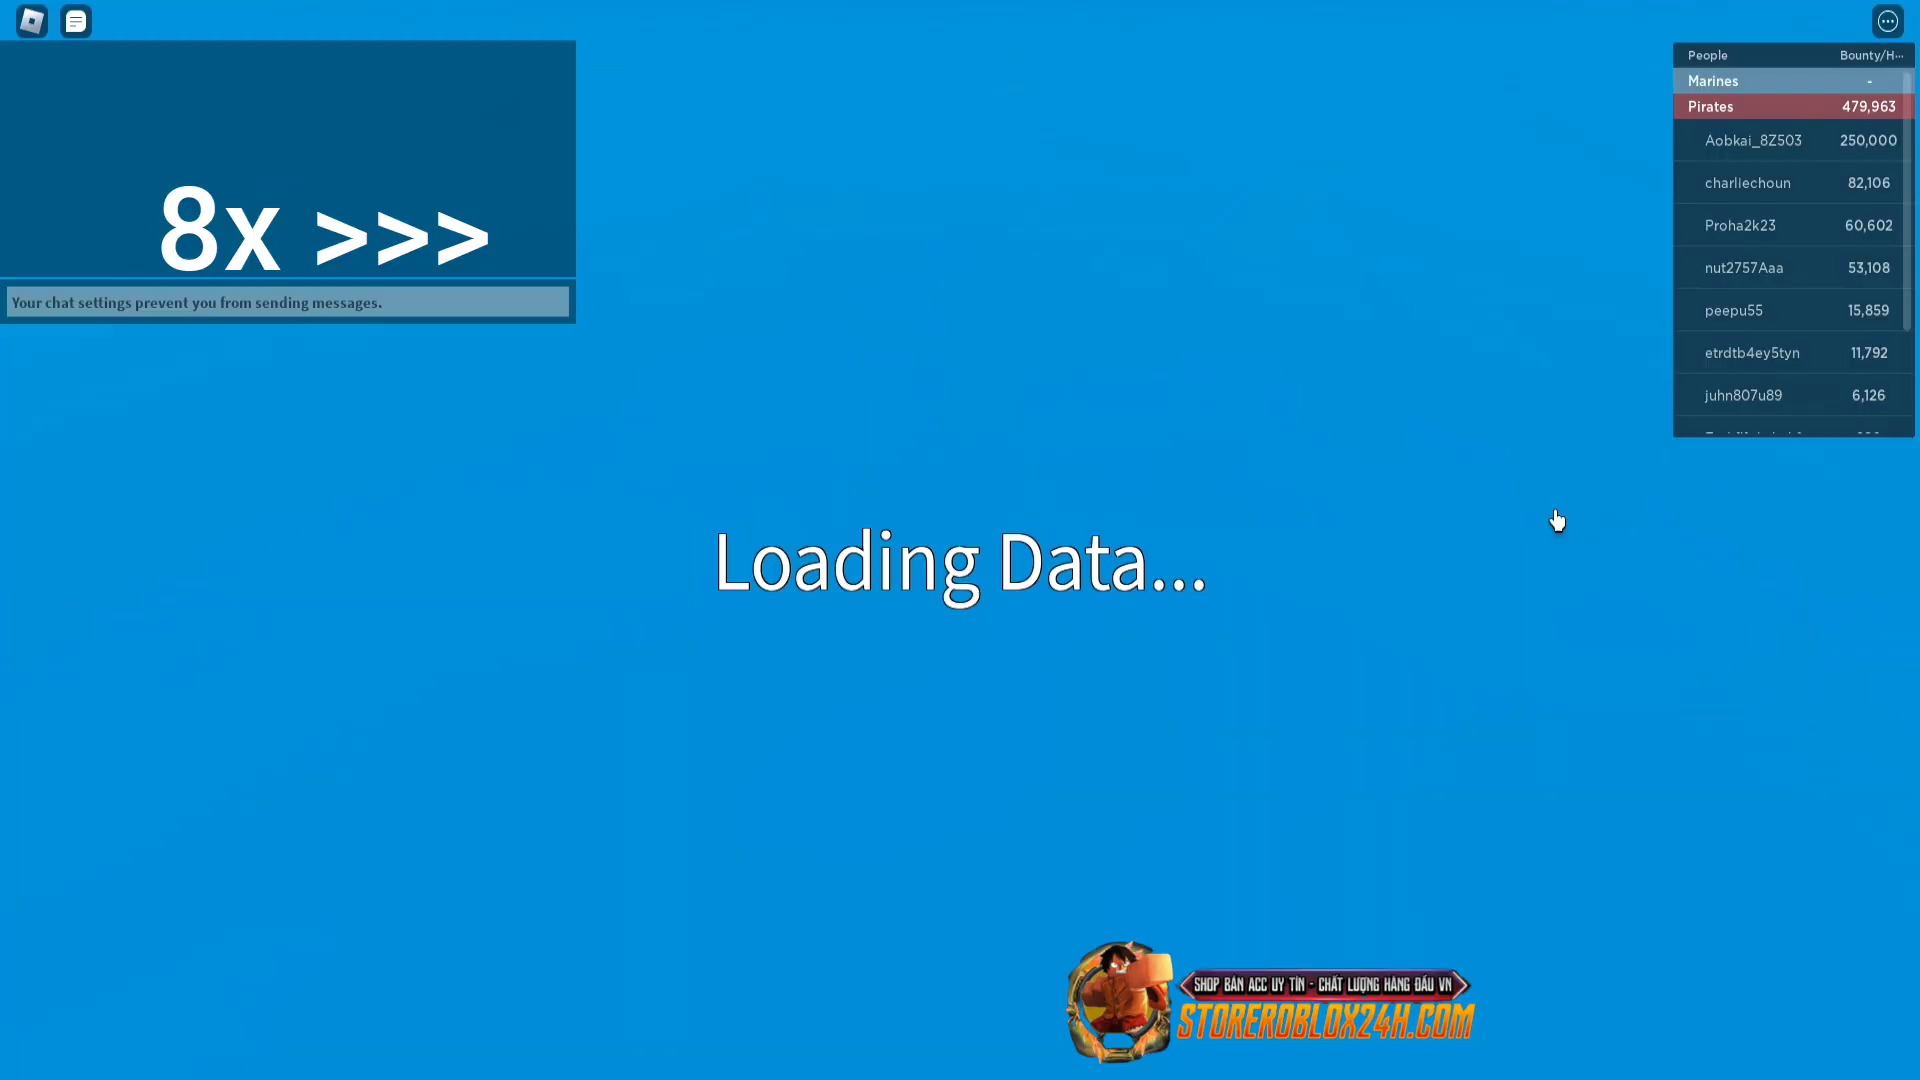 People Bounty/H...
Marines -
Pirates 479,963
Aobkai_8Z503 250,000
charliechoun 82,106
Proha2k23 60,602
nut2757Aaa 53,108
peepu55 15,859
etrdtb4ey5tyn 11,792
juhn807u89 6,126
8x >>>
Your chat settings prevent you from sending messages.
Loading Data...
SHOP BÁN ACC UY TÍN - CHẤT LƯỢNG HÀNG ĐẦU VN
STOREROBLOX24H.COM